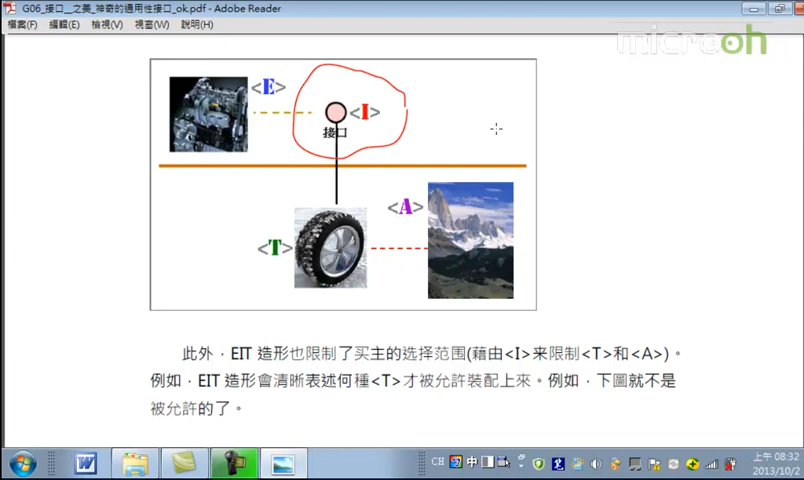 G06_接口__之美_神奇的通用性接口_ok.pdf - Adobe Reader
檔案(F) 編輯(E) 檢視(V) 視窗(W) 說明(H)
microoh
<E>
<I>
接口
<A>
<T>
此外，EIT 造形也限制了买主的选择范围(藉由<I>来限制<T>和<A>)。
例如，EIT 造形會清晰表述何種<T>才被允許裝配上來。例如，下圖就不是
被允許的了。
CH 中
上午 08:32
2013/10/2